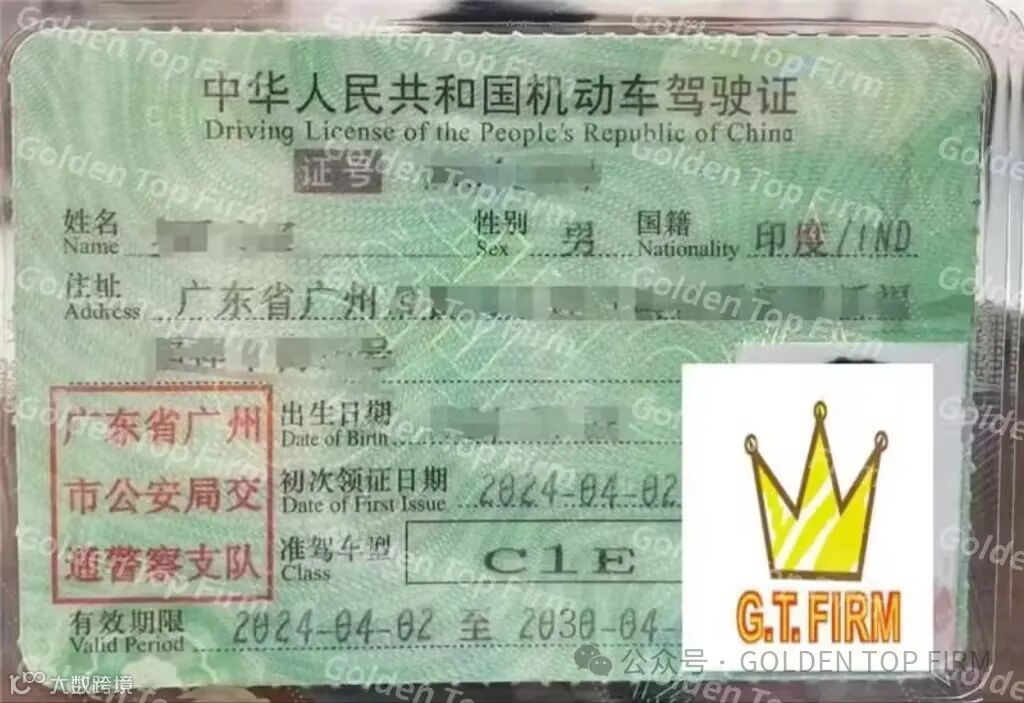 中华人民共和国机动车驾驶证
Driving License of the People's Republic of China
证号
姓名
Name
性别 男
Sex
国籍 印度/IND
Nationality
住址 广东省广州
Address
号
广东省广州
市公安局交
通警察支队
出生日期
Date of Birth
初次领证日期 2024-04-02
Date of First Issue
准驾车型 C1E
Class
有效期限 2024-04-02 至 2030-04-
Valid Period
G.T.FIRM
公众号 · GOLDEN TOP FIRM
大数跨境
Golden Top Firm